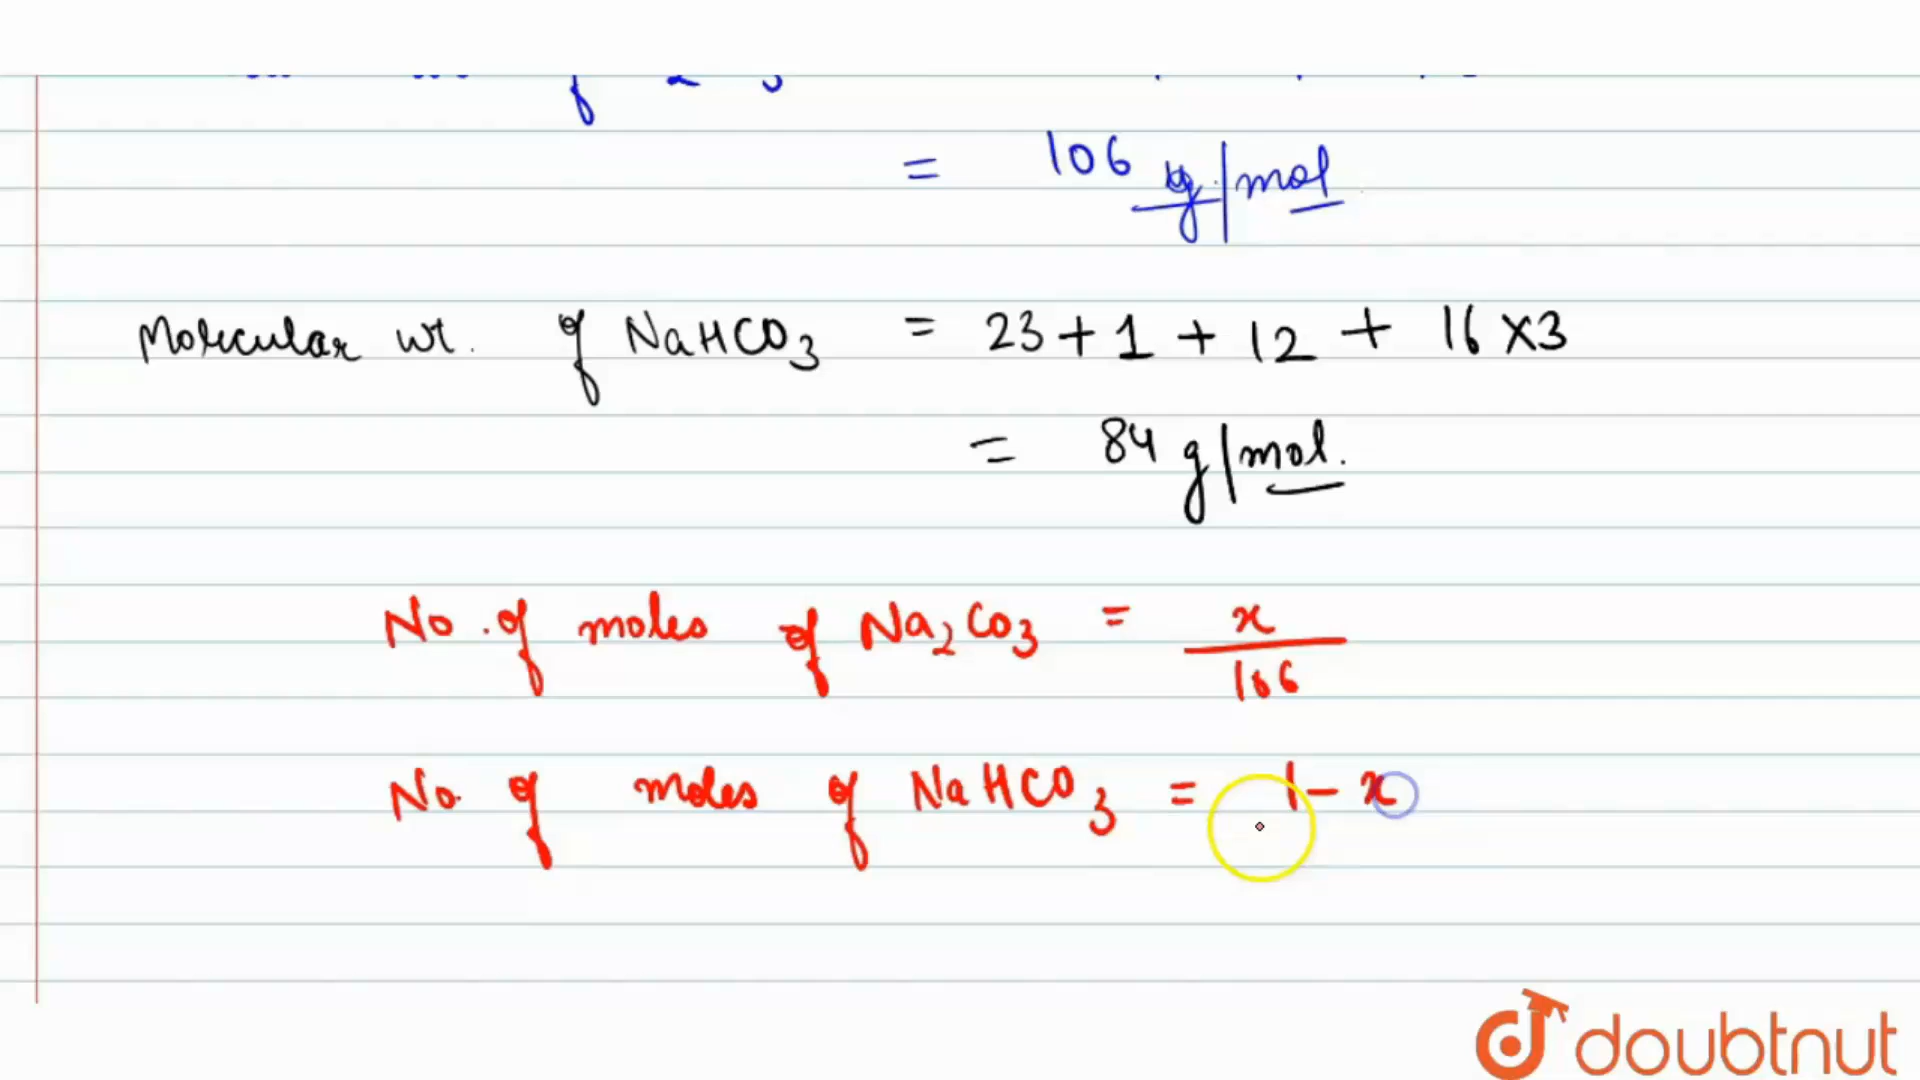 = 106 g/mol
Molecular wt. of NaHCO3 = 23 + 1 + 12 + 16 X3
= 84 g/mol.
No. of moles of Na2CO3 = x
106
No. of moles of NaHCO3 = 1 - x
doubtnut